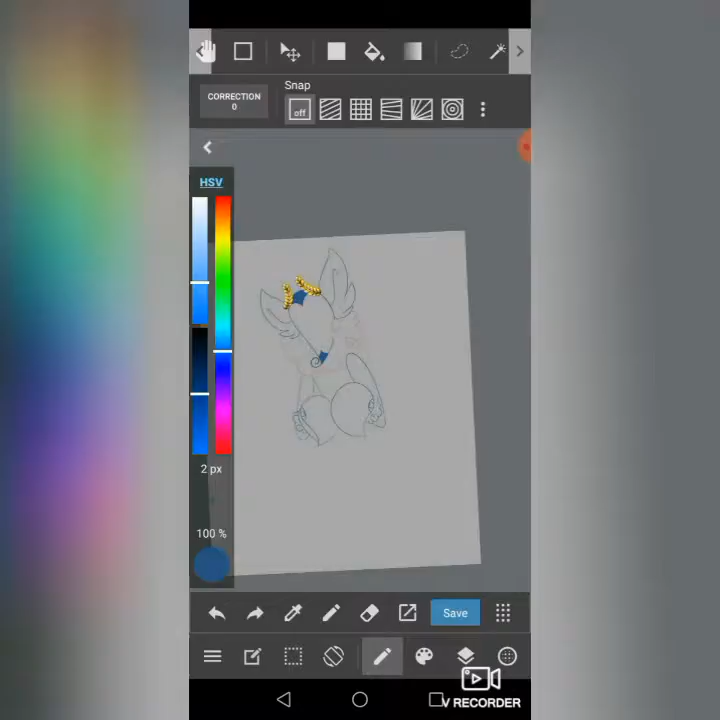 Snap
CORRECTION
0
off
HSV
2 px
100 %
Save
V RECORDER